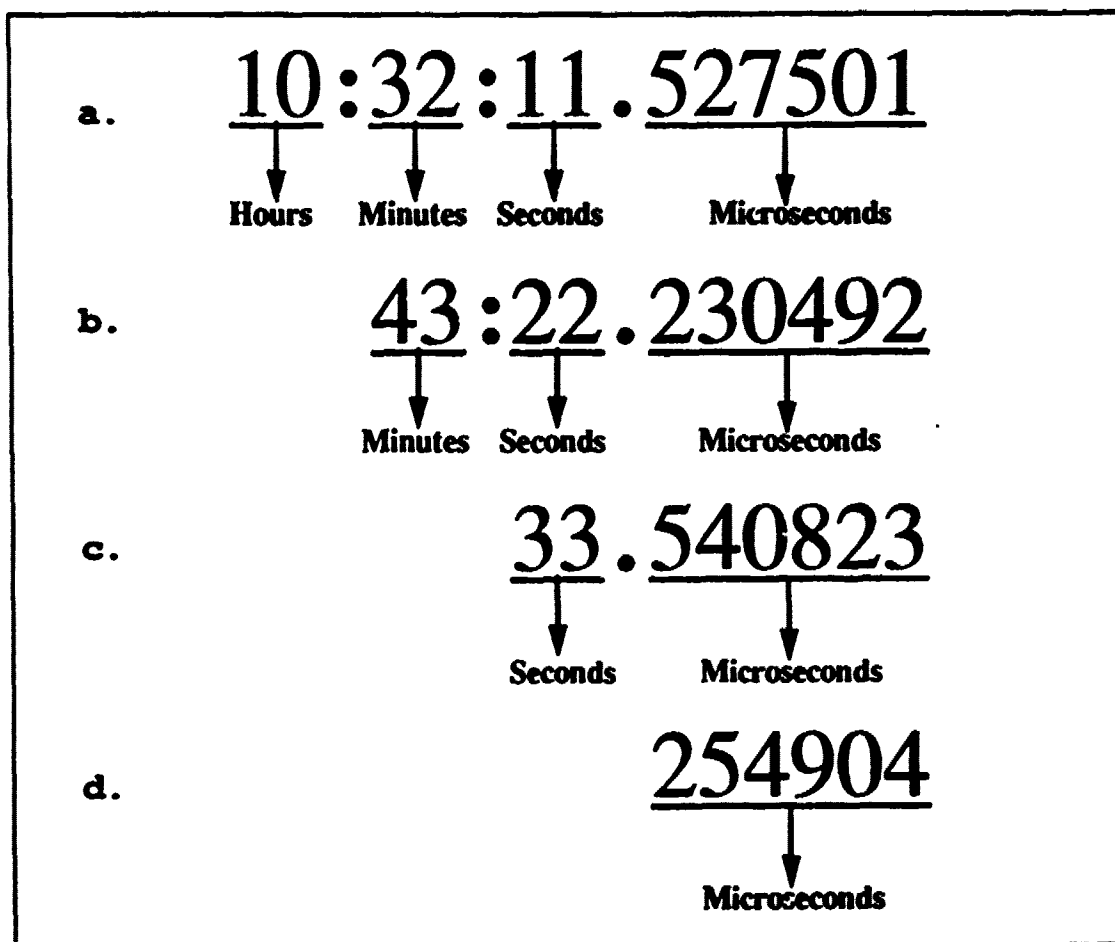 a. 10:32:11.527501
Hours Minutes Seconds Microseconds
b. 43:22.230492
Minutes Seconds Microseconds
c. 33.540823
Seconds Microseconds
d. 254904
Microseconds